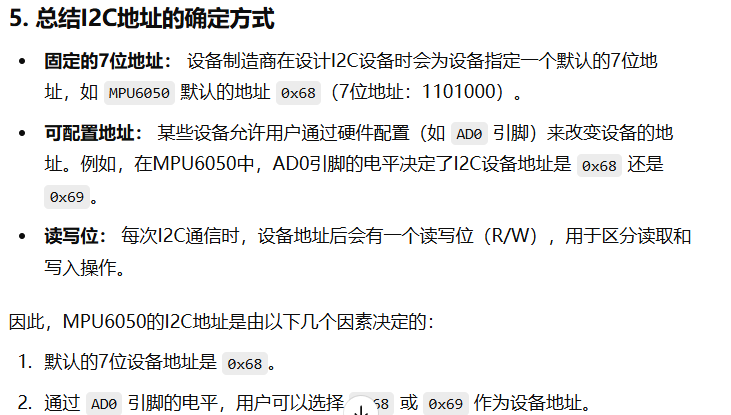 5. 总结I2C地址的确定方式
固定的7位地址： 设备制造商在设计I2C设备时会为设备指定一个默认的7位地
址，如 MPU6050 默认的地址 0x68（7位地址：1101000）。
可配置地址： 某些设备允许用户通过硬件配置（如 AD0 引脚）来改变设备的地
址。例如，在MPU6050中，AD0引脚的电平决定了I2C设备地址是 0x68 还是
0x69。
读写位： 每次I2C通信时，设备地址后会有一个读写位（R/W），用于区分读取和
写入操作。
因此，MPU6050的I2C地址是由以下几个因素决定的：
1. 默认的7位设备地址是 0x68。
2. 通过 AD0 引脚的电平，用户可以选择 68 或 0x69 作为设备地址。